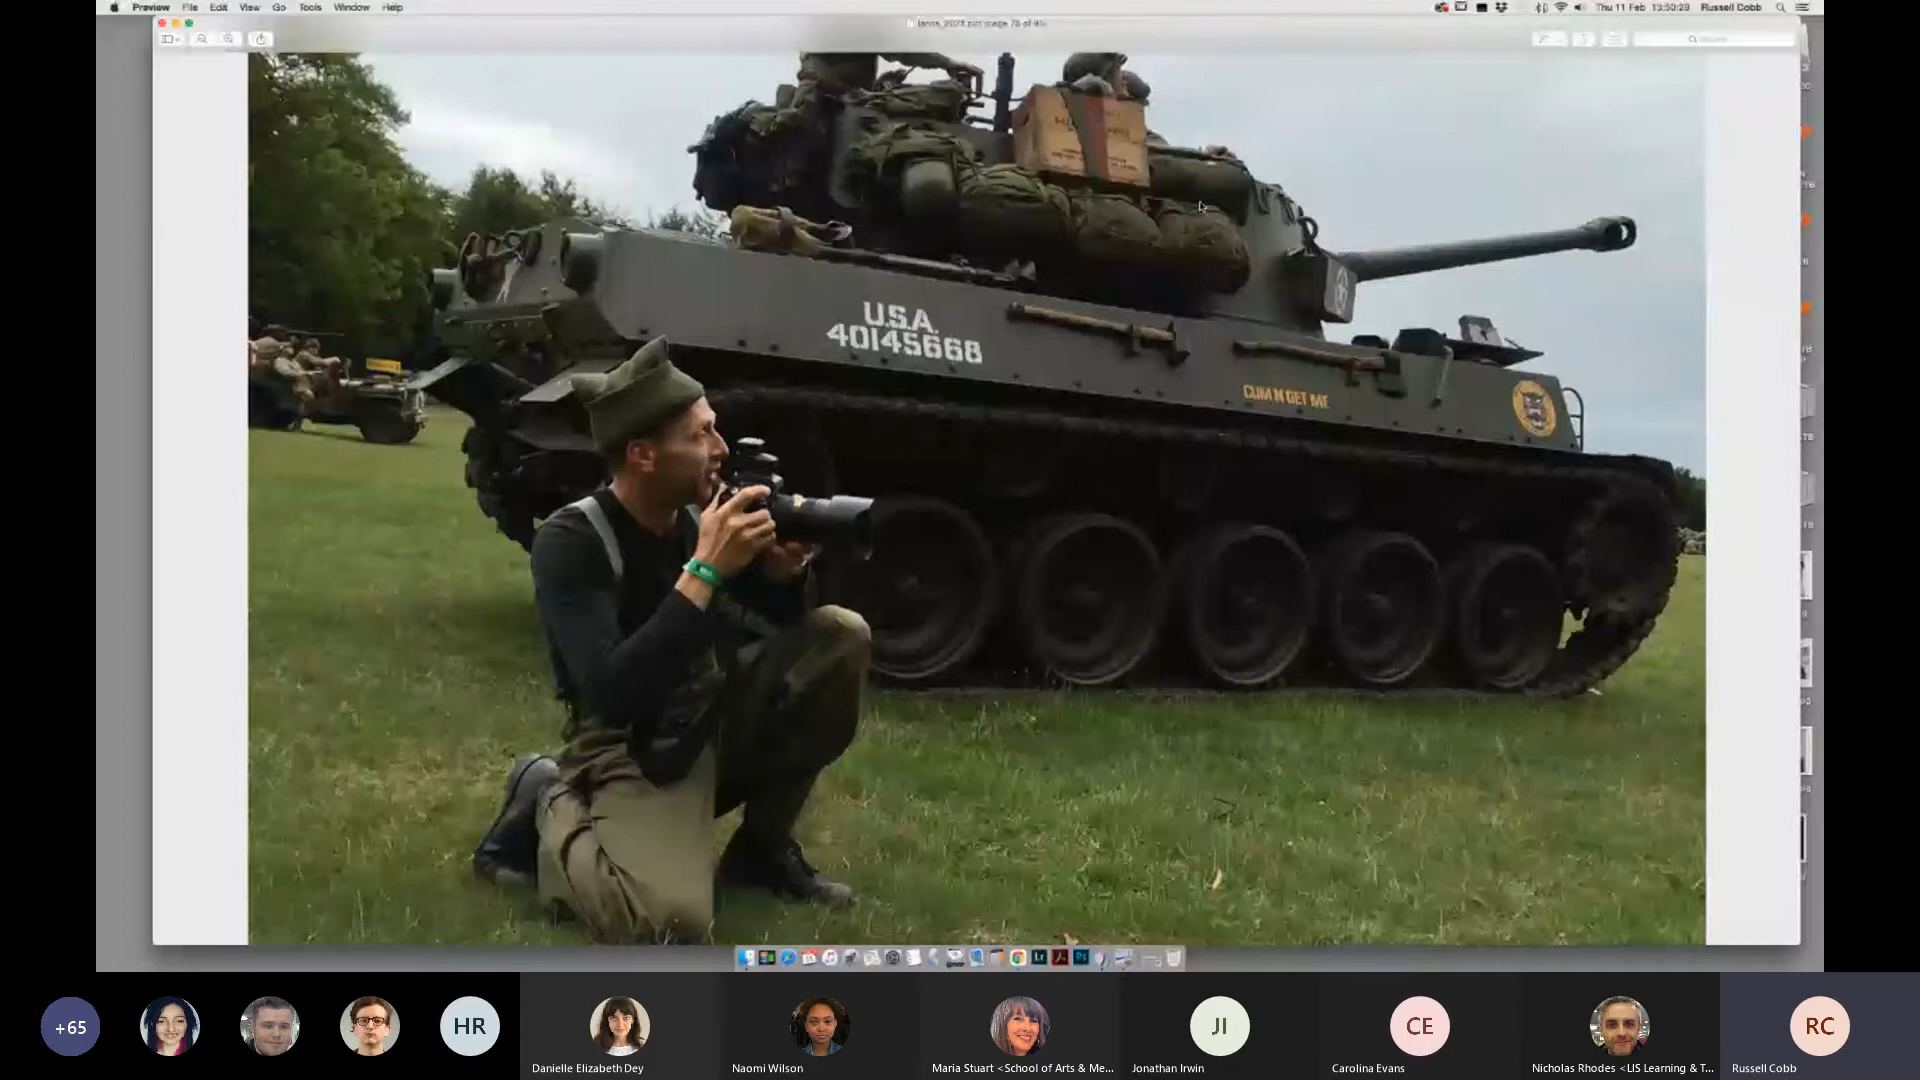 Preview File Edit View Go Tools Window Help
Thu 11 Feb 13:50:29 Russell Cobb
U.S.A.
40145668
CUM N GET ME
+65
HR
JI
CE
RC
Danielle Elizabeth Dey
Naomi Wilson
Maria Stuart <School of Arts & Me...
Jonathan Irwin
Carolina Evans
Nicholas Rhodes <LIS Learning & T...
Russell Cobb